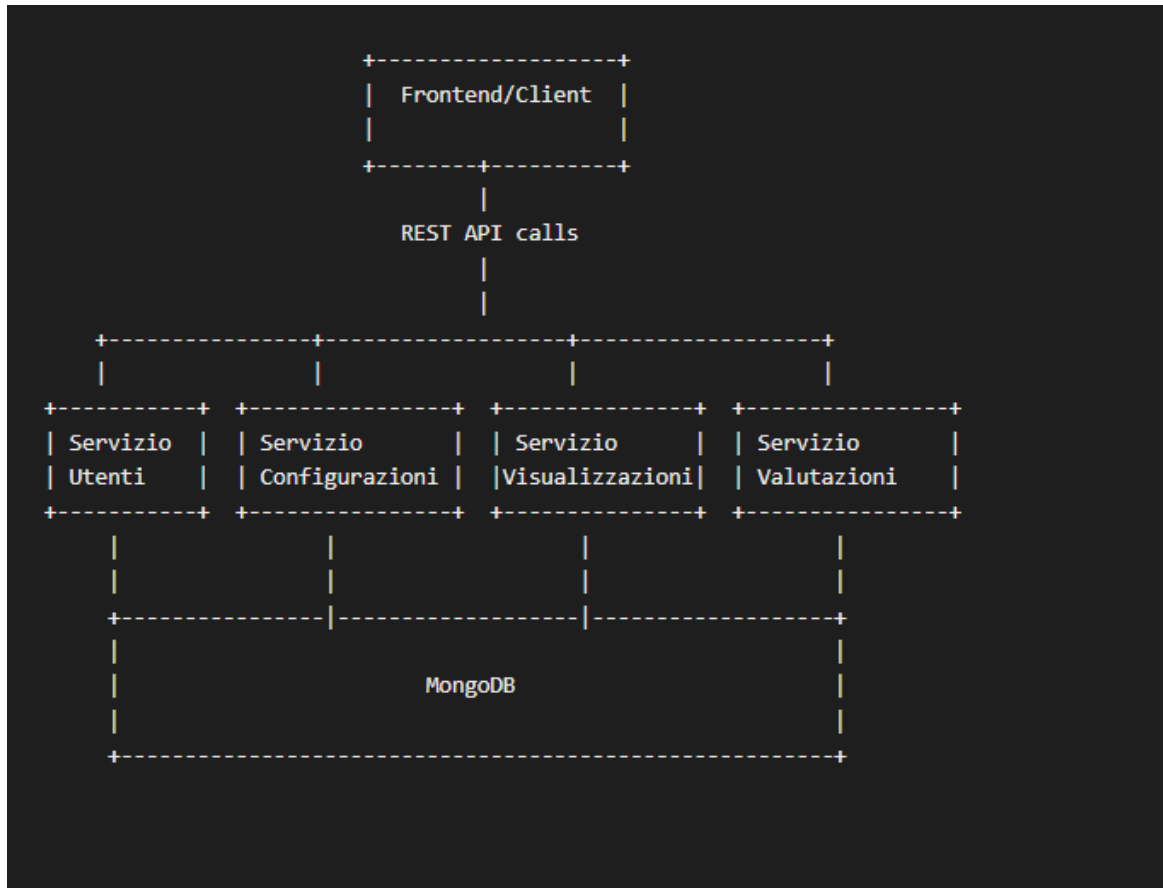 Frontend/Client
REST API calls
Servizio Utenti
Servizio Configurazioni
Servizio Visualizzazioni
Servizio Valutazioni
MongoDB